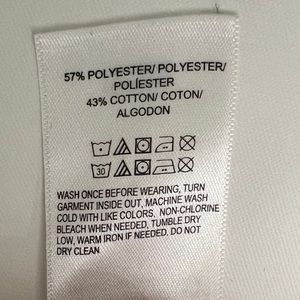 57% POLYESTER/ POLYESTER/
POLÍESTER
43% COTTON/ COTON/
ALGODON
30
WASH ONCE BEFORE WEARING, TURN
GARMENT INSIDE OUT, MACHINE WASH
COLD WITH LIKE COLORS, NON-CHLORINE
BLEACH WHEN NEEDED, TUMBLE DRY
LOW, WARM IRON IF NEEDED. DO NOT
DRY CLEAN